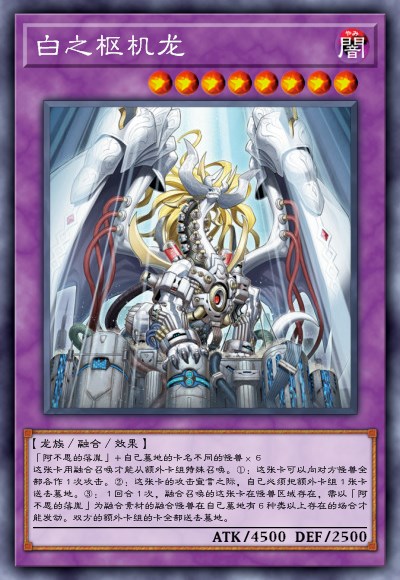 白之枢机龙
闇
やみ
【龙族／融合／效果】
「阿不思的落胤」＋自己墓地的卡名不同的怪兽×６
这张卡用融合召唤才能从额外卡组特殊召唤。①：这张卡可以向对方怪兽全
部各作１次攻击。②：这张卡的攻击宣言之际，自己必须把额外卡组１张卡
送去墓地。③：１回合１次，融合召唤的这张卡在怪兽区域存在，需以「阿
不思的落胤」为融合素材的融合怪兽在自己墓地有６种类以上存在的场合才
能发动。双方的额外卡组的卡全部送去墓地。
ATK/4500 DEF/2500